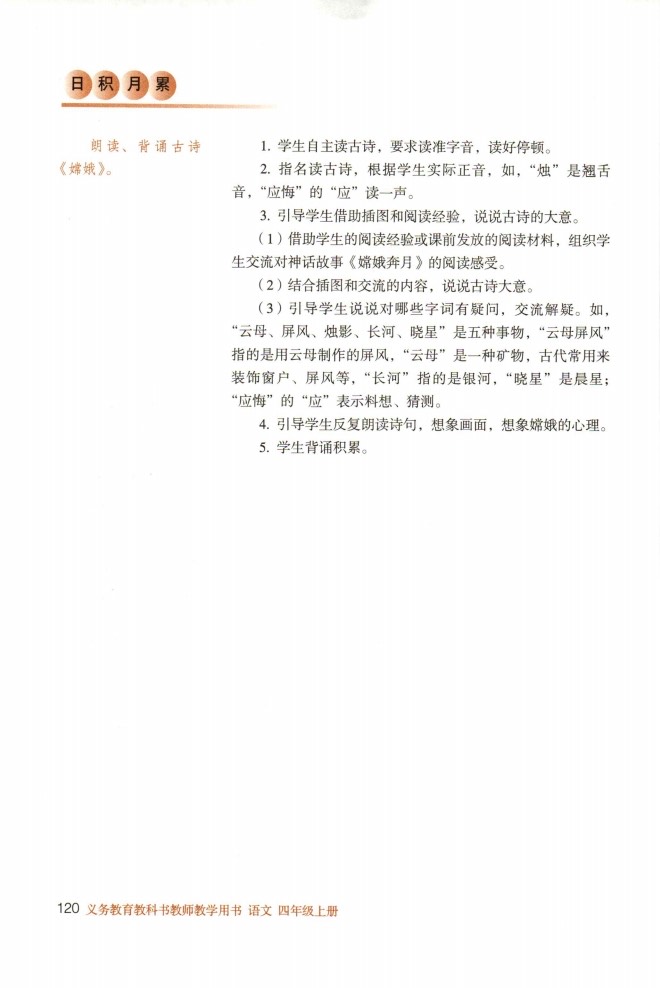 日积月累
朗读、背诵古诗
《嫦娥》。
1. 学生自主读古诗，要求读准字音，读好停顿。
2. 指名读古诗，根据学生实际正音，如，“烛”是翘舌
音，“应悔”的“应”读一声。
3. 引导学生借助插图和阅读经验，说说古诗的大意。
（1）借助学生的阅读经验或课前发放的阅读材料，组织学
生交流对神话故事《嫦娥奔月》的阅读感受。
（2）结合插图和交流的内容，说说古诗大意。
（3）引导学生说说对哪些字词有疑问，交流解疑。如，
“云母、屏风、烛影、长河、晓星”是五种事物，“云母屏风”
指的是用云母制作的屏风，“云母”是一种矿物，古代常用来
装饰窗户、屏风等，“长河”指的是银河，“晓星”是晨星；
“应悔”的“应”表示料想、猜测。
4. 引导学生反复朗读诗句，想象画面，想象嫦娥的心理。
5. 学生背诵积累。
120 义务教育教科书教师教学用书 语文 四年级上册